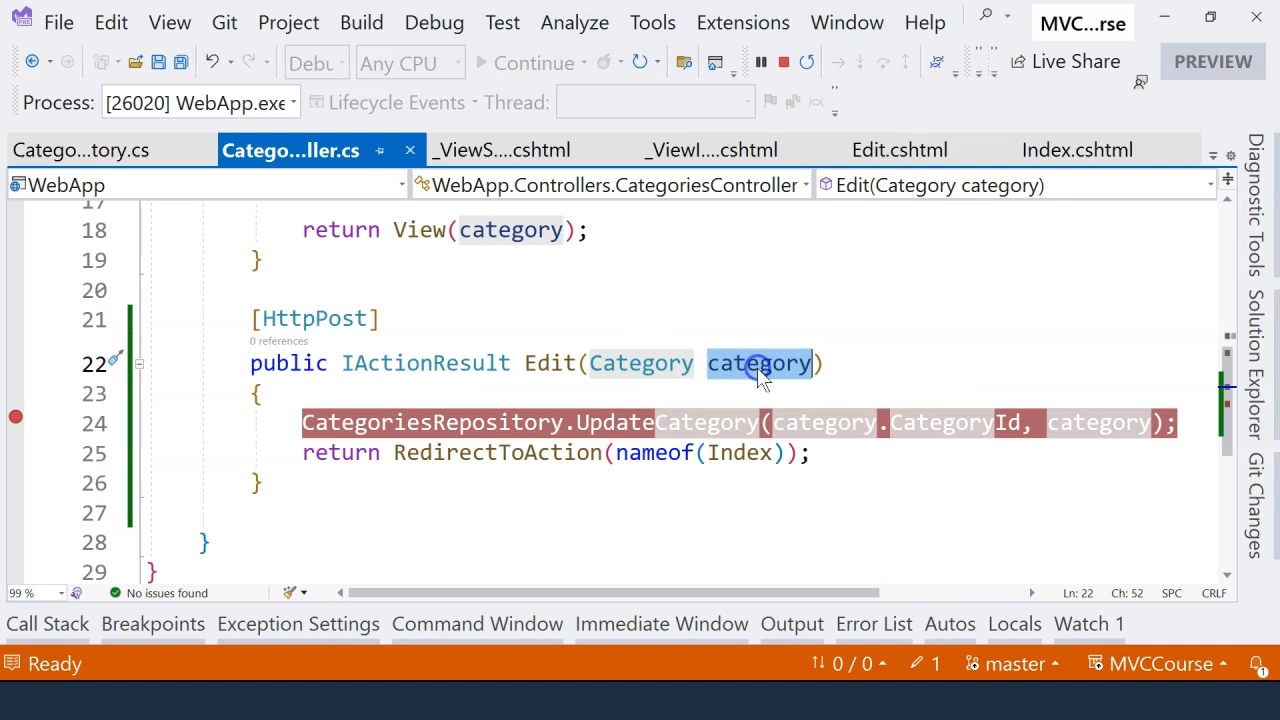 File Edit View Git Project Build Debug Test Analyze Tools Extensions Window Help MVC...rse
Debu Any CPU Continue Live Share PREVIEW
Process: [26020] WebApp.exe Lifecycle Events Thread:
Catego...tory.cs Catego...ller.cs _ViewS....cshtml _ViewI....cshtml Edit.cshtml Index.cshtml
WebApp WebApp.Controllers.CategoriesController Edit(Category category)
17
18 return View(category);
19 }
20
21 [HttpPost]
0 references
22 public IActionResult Edit(Category category)
23 {
24 CategoriesRepository.UpdateCategory(category.CategoryId, category);
25 return RedirectToAction(nameof(Index));
26 }
27
28 }
29 }
99 % No issues found Ln: 22 Ch: 52 SPC CRLF
Call Stack Breakpoints Exception Settings Command Window Immediate Window Output Error List Autos Locals Watch 1
Ready 0 / 0 1 master MVCCourse 1
Diagnostic Tools
Solution Explorer
Git Changes